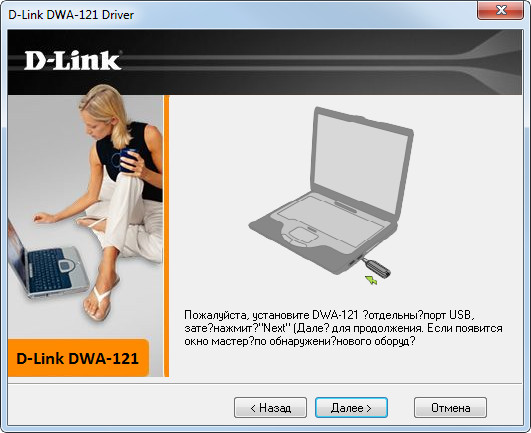 D-Link DWA-121 Driver
D-Link
Пожалуйста, установите DWA-121 ?отдельны?порт USB,
зате?нажмит?"Next" (Дале? для продолжения. Если появится
окно мастер?по обнаружени?нового оборуд?
D-Link DWA-121
< Назад
Далее >
Отмена